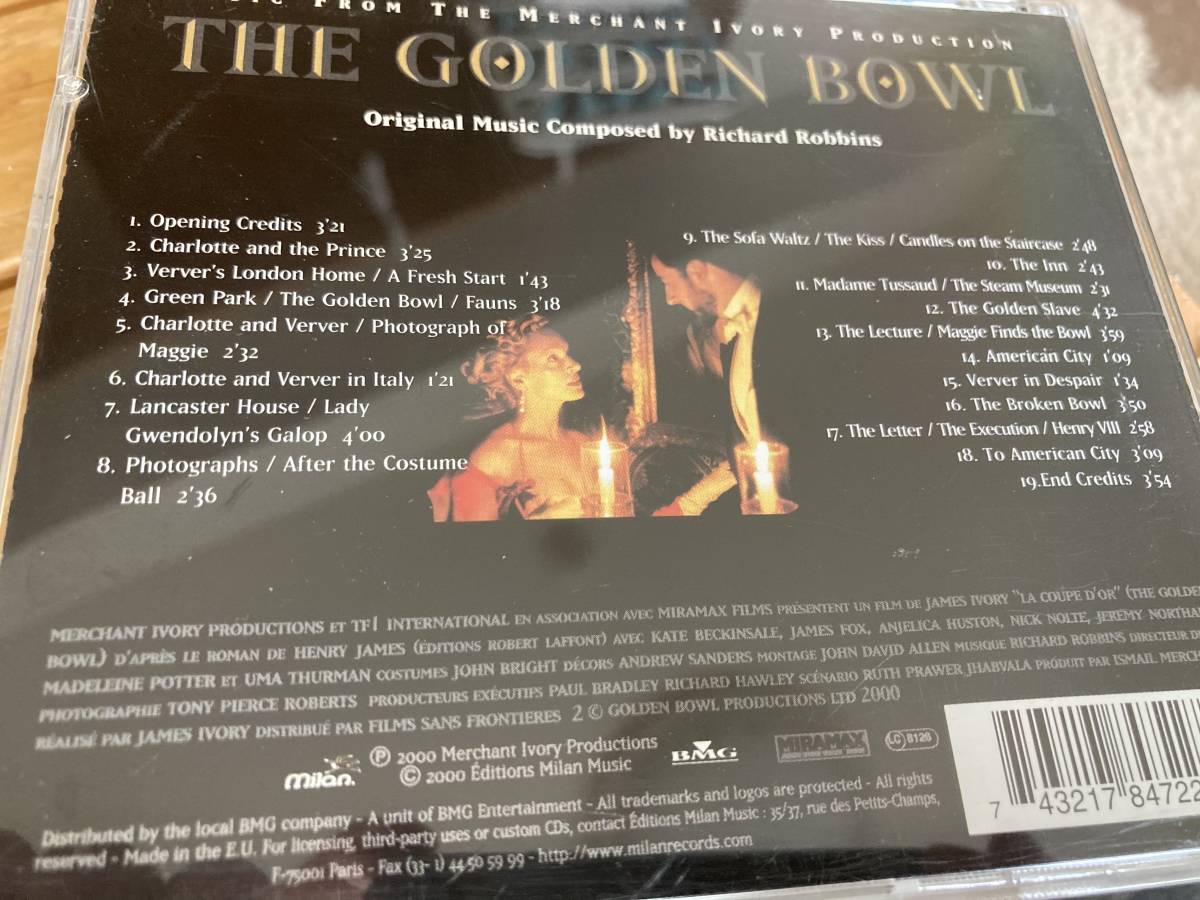 FROM THE MERCHANT IVORY PRODUCTION
THE GOLDEN BOWL
Original Music Composed by Richard Robbins
1. Opening Credits 3'21
2. Charlotte and the Prince 3'25
3. Verver's London Home / A Fresh Start 1'43
4. Green Park / The Golden Bowl / Fauns 3'18
5. Charlotte and Verver / Photograph of
Maggie 2'32
6. Charlotte and Verver in Italy 1'21
7. Lancaster House / Lady
Gwendolyn's Galop 4'00
8. Photographs / After the Costume
Ball 2'36
9. The Sofa Waltz / The Kiss / Candles on the Staircase 2'48
10. The Inn 2'43
11. Madame Tussaud / The Steam Museum 2'31
12. The Golden Slave 4'32
13. The Lecture / Maggie Finds the Bowl 3'59
14. American City 1'09
15. Verver in Despair 1'34
16. The Broken Bowl 3'50
17. The Letter / The Execution / Henry VIII 2'58
18. To American City 3'09
19.End Credits 3'54
MERCHANT IVORY PRODUCTIONS ET TF1 INTERNATIONAL EN ASSOCIATION AVEC MIRAMAX FILMS PRÉSENTENT UN FILM DE JAMES IVORY "LA COUPE D'OR" (THE GOLDEN
BOWL) D'APRÈS LE ROMAN DE HENRY JAMES (ÉDITIONS ROBERT LAFFONT) AVEC KATE BECKINSALE, JAMES FOX, ANJELICA HUSTON, NICK NOLTE, JEREMY
MADELEINE POTTER ET UMA THURMAN COSTUMES JOHN BRIGHT DÉCORS ANDREW SANDERS MONTAGE JOHN DAVID ALLEN MUSIQUE RICHARD ROBBINS DIRECTEUR
PHOTOGRAPHIE TONY PIERCE ROBERTS PRODUCTEURS EXÉCUTIFS PAUL BRADLEY RICHARD HAWLEY SCÉNARIO RUTH PRAWER JHABVALA PRODUIT PAR ISMAIL
RÉALISÉ PAR JAMES IVORY DISTRIBUÉ PAR FILMS SANS FRONTIERES 2 © GOLDEN BOWL PRODUCTIONS LTD 2000
milan
℗ 2000 Merchant Ivory Productions
© 2000 Éditions Milan Music
BMG
MIRAMAX
LC 8126
Distributed by the local BMG company - A unit of BMG Entertainment - All trademarks and logos are protected - All rights
reserved - Made in the E.U. For licensing, third-party uses or custom CDs, contact Éditions Milan Music : 35/37, rue des Petits-Champs,
F-75001 Paris - Fax (33- 1) 44 50 59 99 - http://www.milanrecords.com
7 43217 84722